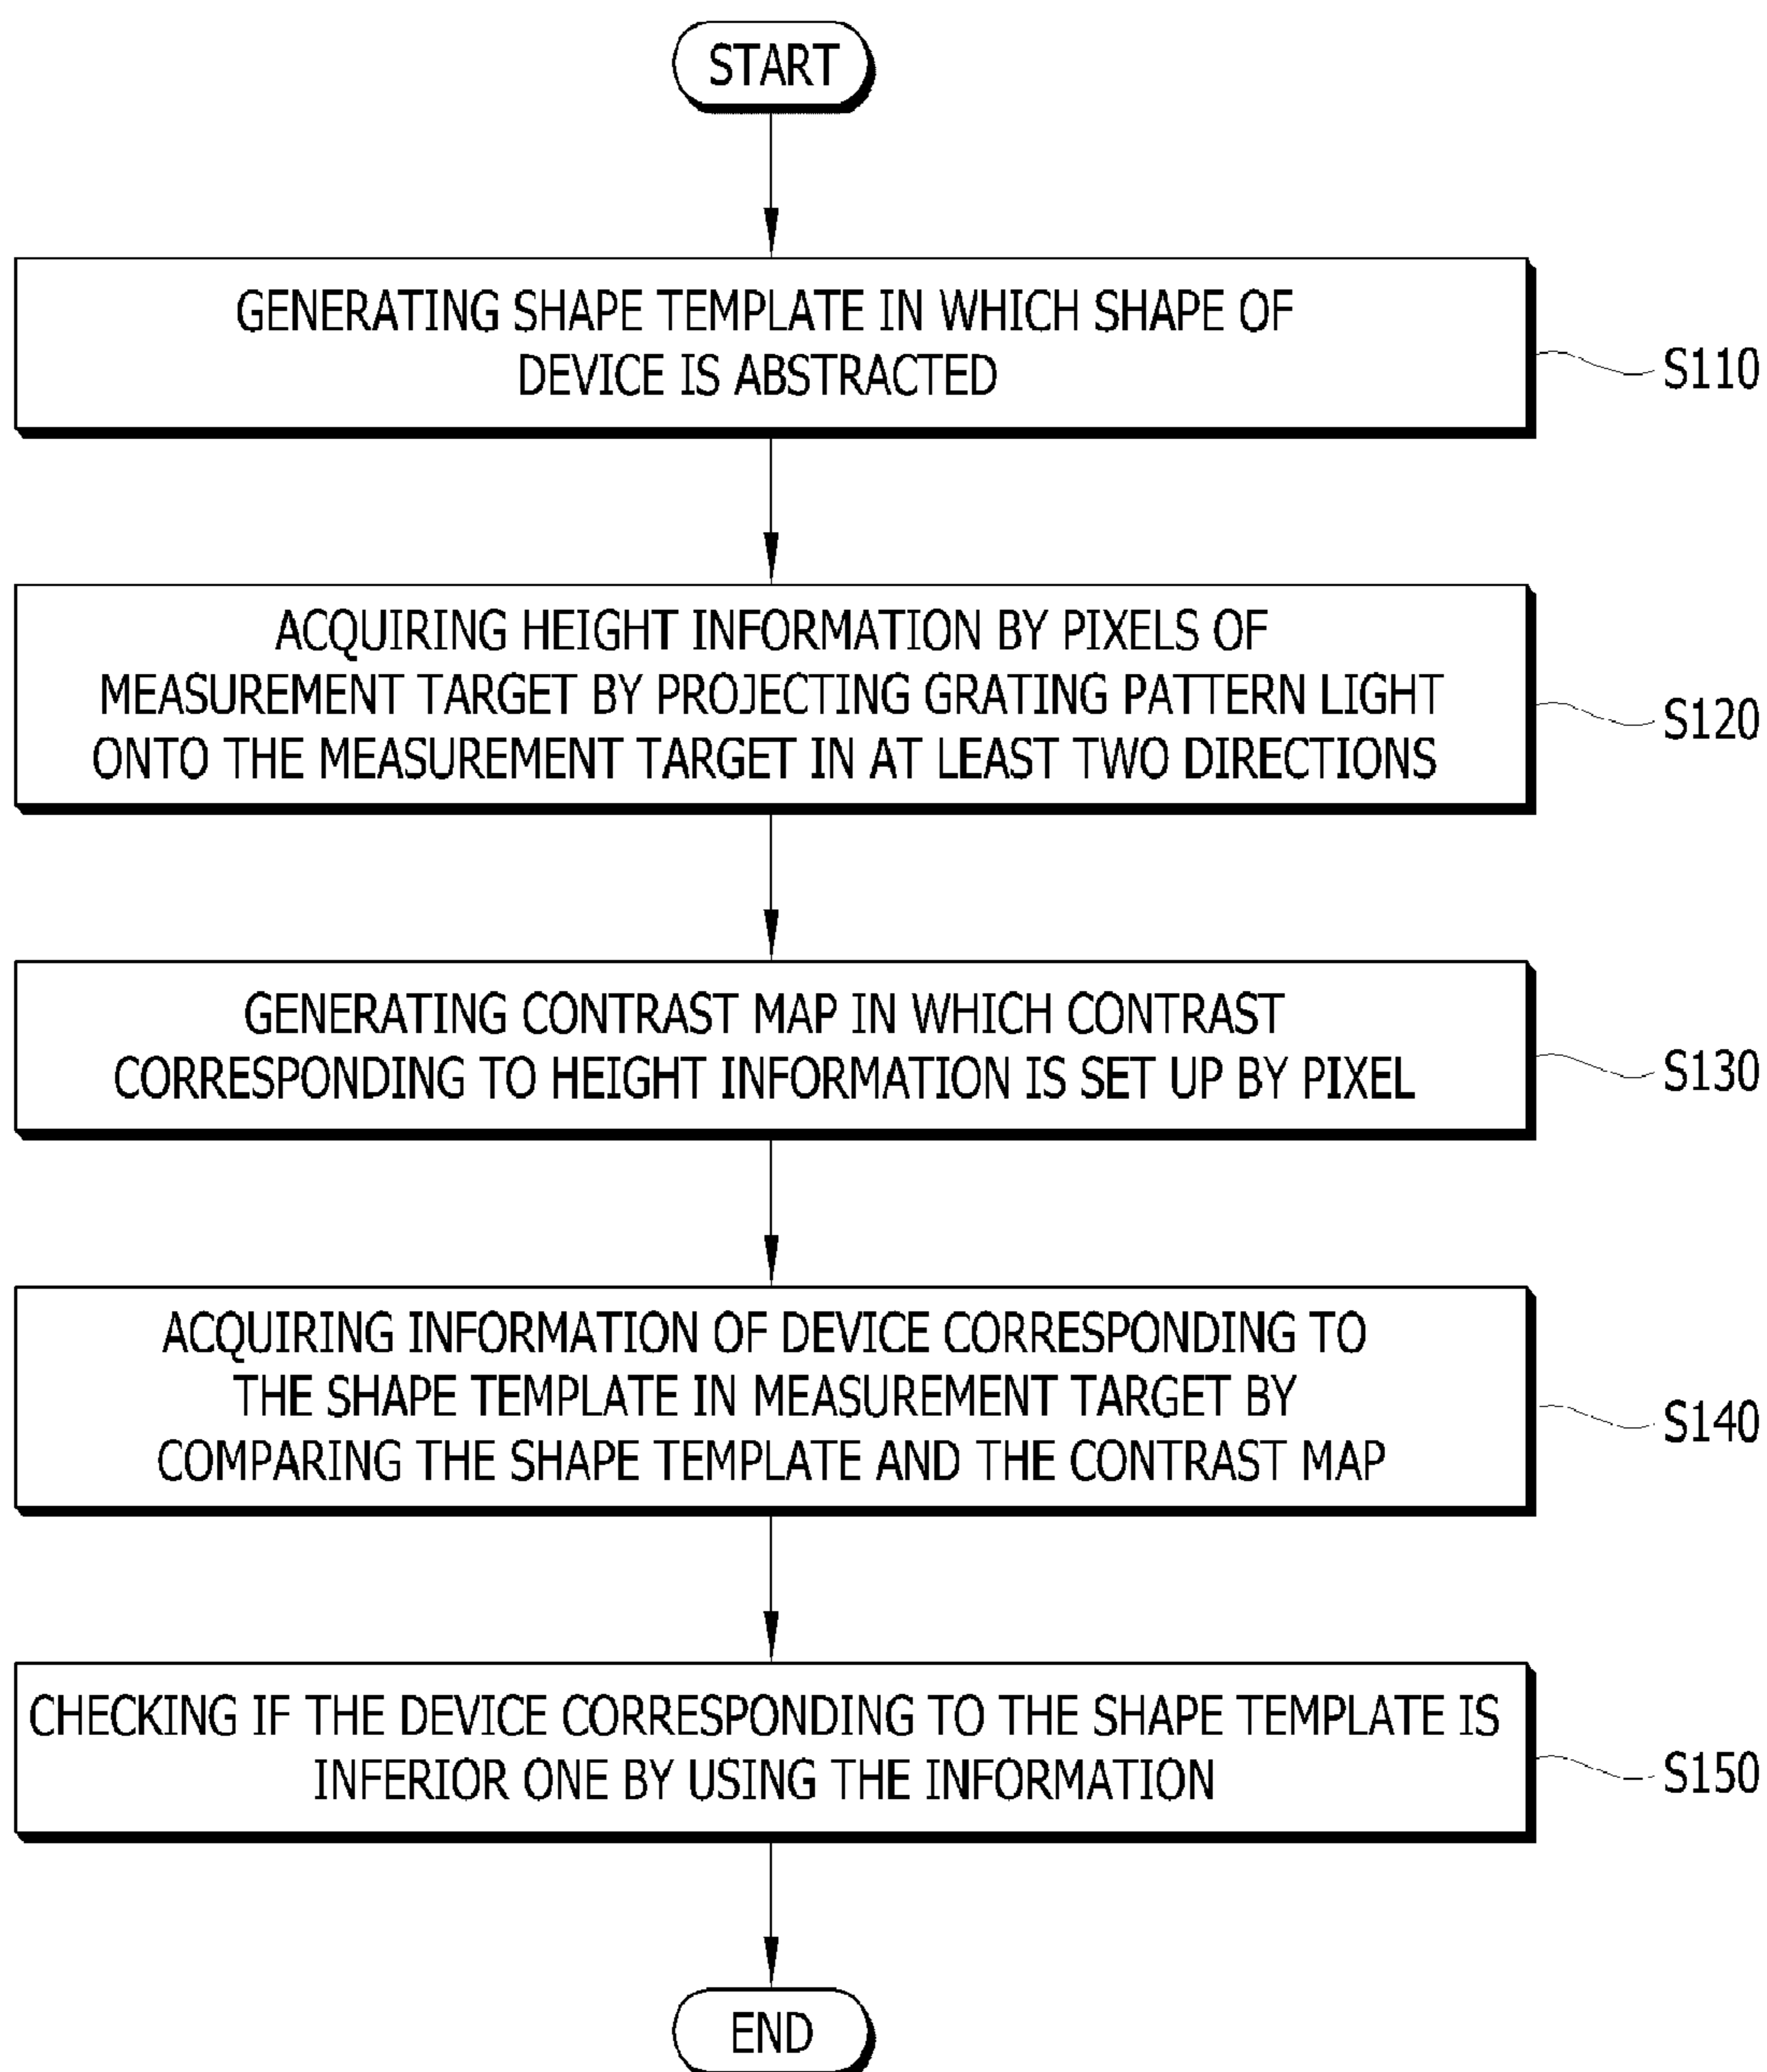 START
GENERATING SHAPE TEMPLATE IN WHICH SHAPE OF
DEVICE IS ABSTRACTED
S110
ACQUIRING HEIGHT INFORMATION BY PIXELS OF
MEASUREMENT TARGET BY PROJECTING GRATING PATTERN LIGHT
ONTO THE MEASUREMENT TARGET IN AT LEAST TWO DIRECTIONS
S120
GENERATING CONTRAST MAP IN WHICH CONTRAST
CORRESPONDING TO HEIGHT INFORMATION IS SET UP BY PIXEL
S130
ACQUIRING INFORMATION OF DEVICE CORRESPONDING TO
THE SHAPE TEMPLATE IN MEASUREMENT TARGET BY
COMPARING THE SHAPE TEMPLATE AND THE CONTRAST MAP
S140
CHECKING IF THE DEVICE CORRESPONDING TO THE SHAPE TEMPLATE IS
INFERIOR ONE BY USING THE INFORMATION
S150
END